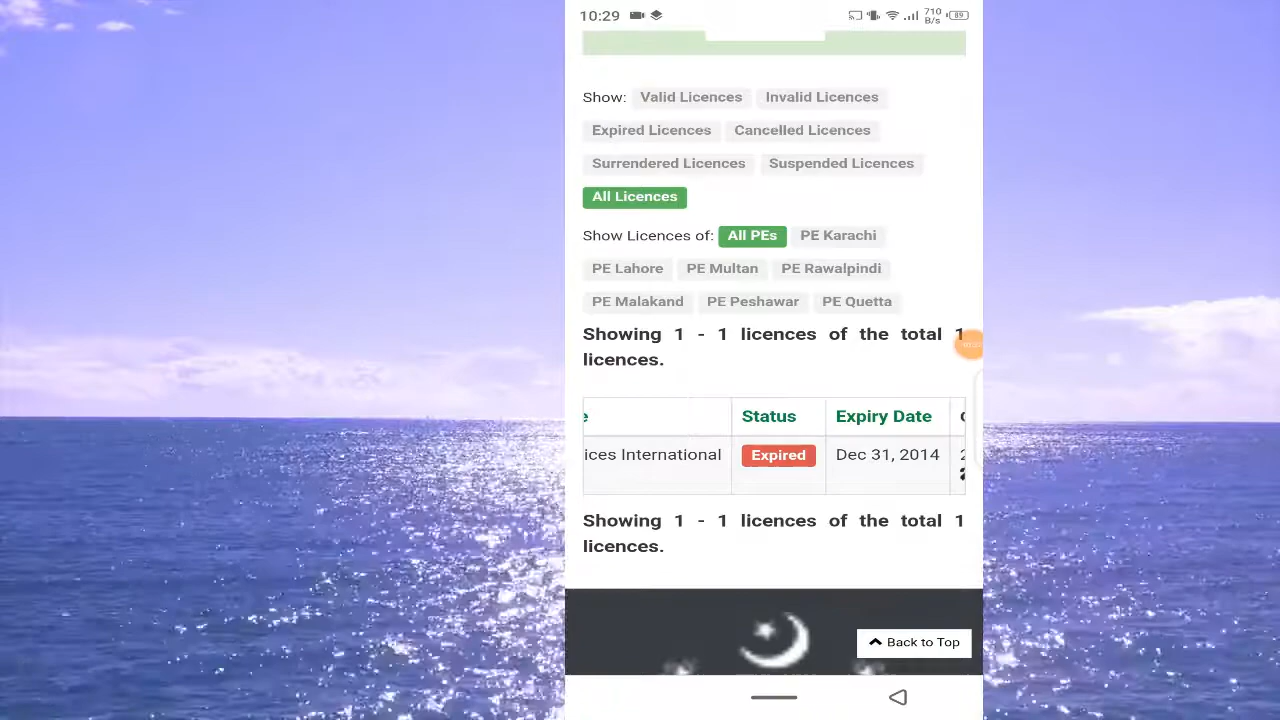 10:29 710 B/s 89
Show: Valid Licences Invalid Licences
Expired Licences Cancelled Licences
Surrendered Licences Suspended Licences
All Licences
Show Licences of: All PEs PE Karachi
PE Lahore PE Multan PE Rawalpindi
PE Malakand PE Peshawar PE Quetta
Showing 1 - 1 licences of the total 1
licences.
e Status Expiry Date
ices International Expired Dec 31, 2014
Showing 1 - 1 licences of the total 1
licences.
Back to Top